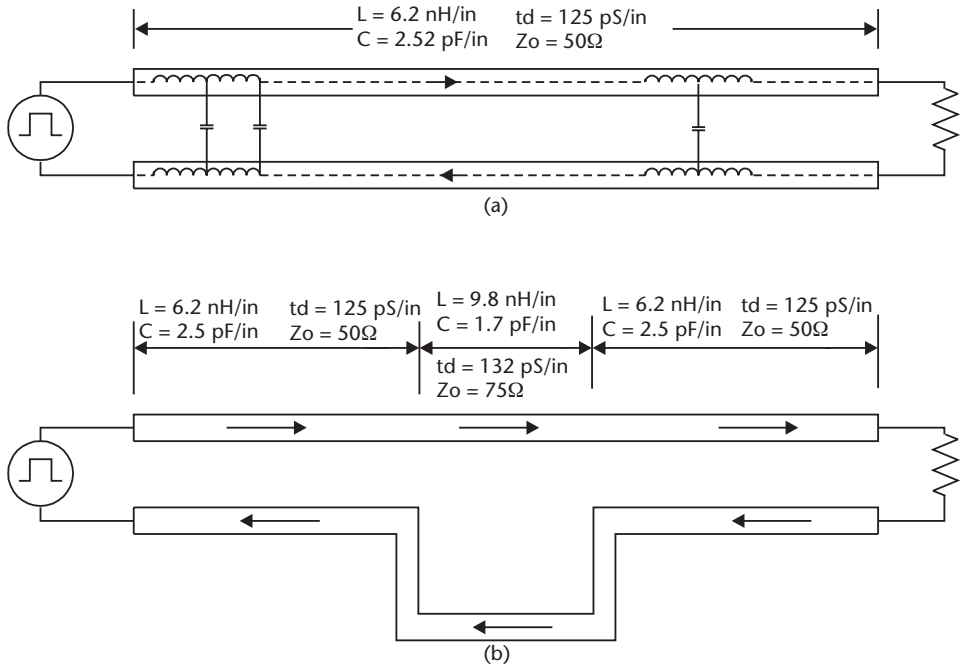 L = 6.2 nH/in td = 125 pS/in
C = 2.52 pF/in Zo = 50Ω
(a)
L = 6.2 nH/in td = 125 pS/in
C = 2.5 pF/in Zo = 50Ω
L = 9.8 nH/in
C = 1.7 pF/in
td = 132 pS/in
Zo = 75Ω
L = 6.2 nH/in td = 125 pS/in
C = 2.5 pF/in Zo = 50Ω
(b)